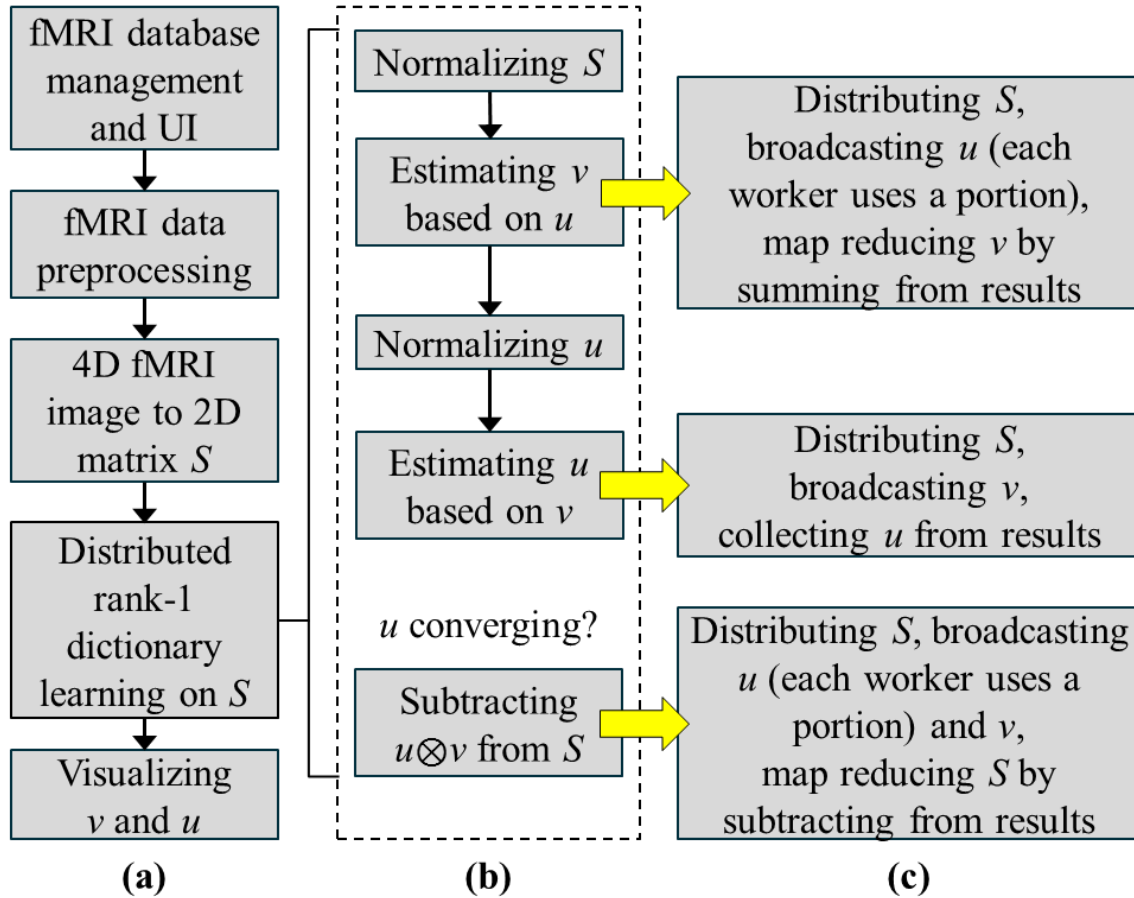 fMRI database
management
and UI
fMRI data
preprocessing
4D fMRI
image to 2D
matrix S
Distributed
rank-1
dictionary
learning on S
Visualizing
v and u
(a)
Normalizing S
Estimating v
based on u
Normalizing u
Estimating u
based on v
u converging?
Subtracting
u⊗v from S
(b)
Distributing S,
broadcasting u (each
worker uses a portion),
map reducing v by
summing from results
Distributing S,
broadcasting v,
collecting u from results
Distributing S, broadcasting
u (each worker uses a
portion) and v,
map reducing S by
subtracting from results
(c)